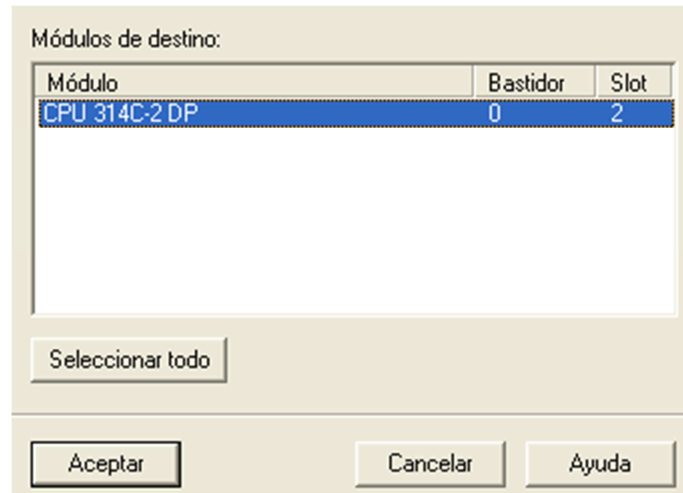 Módulos de destino:
Módulo Bastidor Slot
CPU 314C-2 DP 0 2
Seleccionar todo
Aceptar Cancelar Ayuda